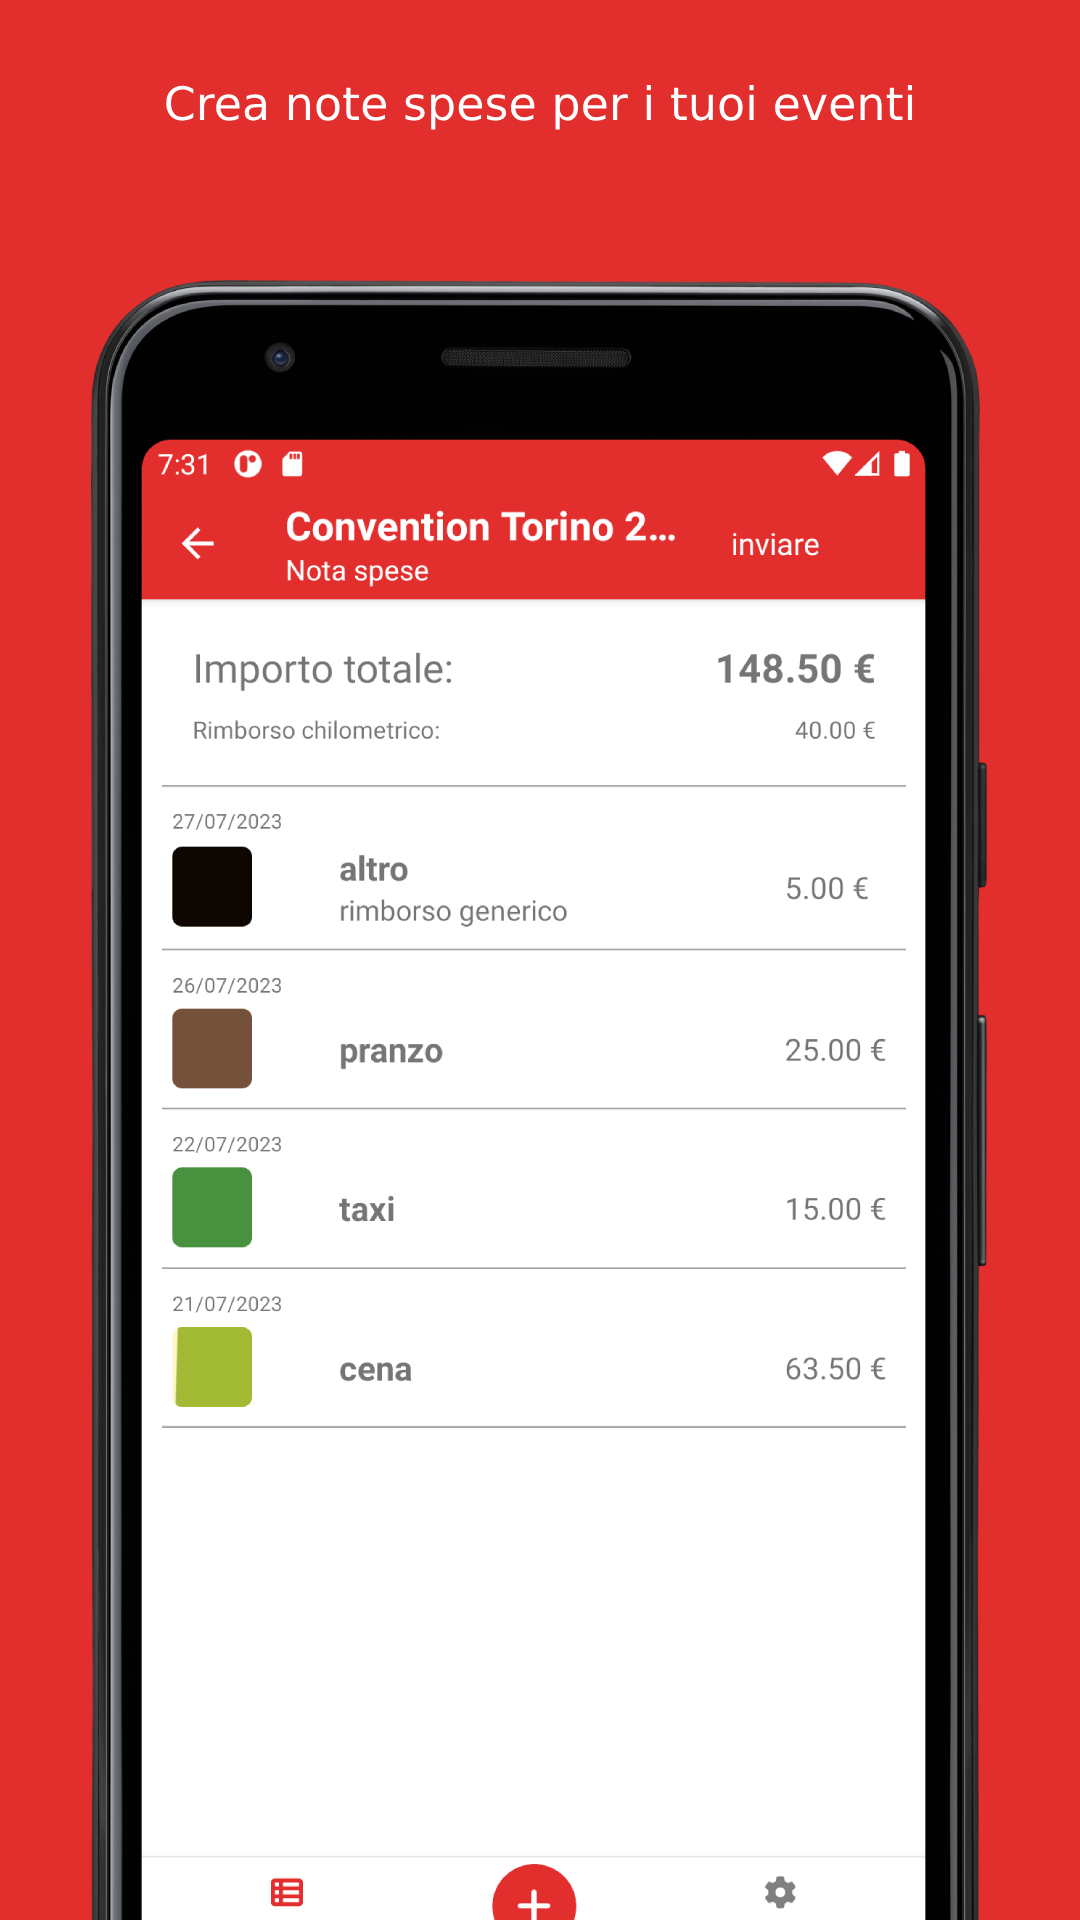 Crea note spese per i tuoi eventi
7:31
Convention Torino 2...
Nota spese
inviare
Importo totale: 148.50 €
Rimborso chilometrico: 40.00 €
27/07/2023
altro
rimborso generico
5.00 €
26/07/2023
pranzo 25.00 €
22/07/2023
taxi 15.00 €
21/07/2023
cena 63.50 €